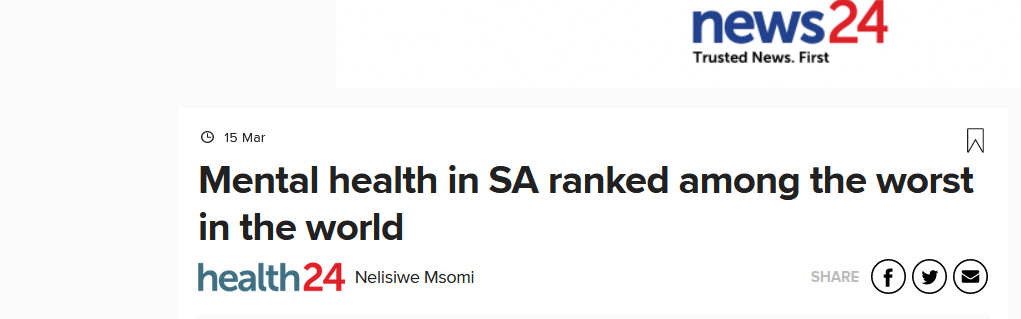 news24
Trusted News. First
15 Mar
Mental health in SA ranked among the worst
in the world
health24 Nelisiwe Msomi SHARE